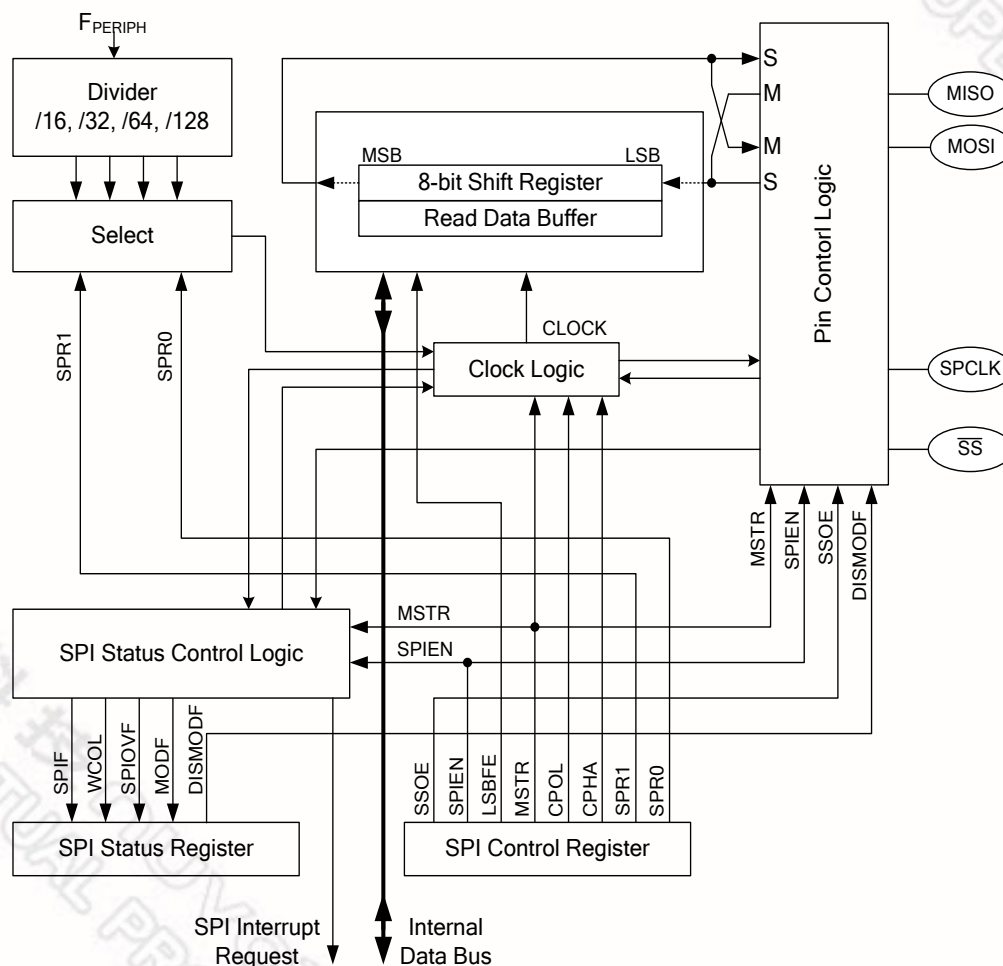 FPERIPH
Divider
/16, /32, /64, /128
Select
SPR1
SPR0
MSB
LSB
8-bit Shift Register
Read Data Buffer
CLOCK
Clock Logic
S
M
M
S
Pin Contorl Logic
MISO
MOSI
SPCLK
SS
MSTR
SPIEN
SSOE
DISMODF
MSTR
SPIEN
SPI Status Control Logic
SPIF
WCOL
SPIOVF
MODF
DISMODF
SPI Status Register
SSOE
SPIEN
LSBFE
MSTR
CPOL
CPHA
SPR1
SPR0
SPI Control Register
SPI Interrupt
Request
Internal
Data Bus